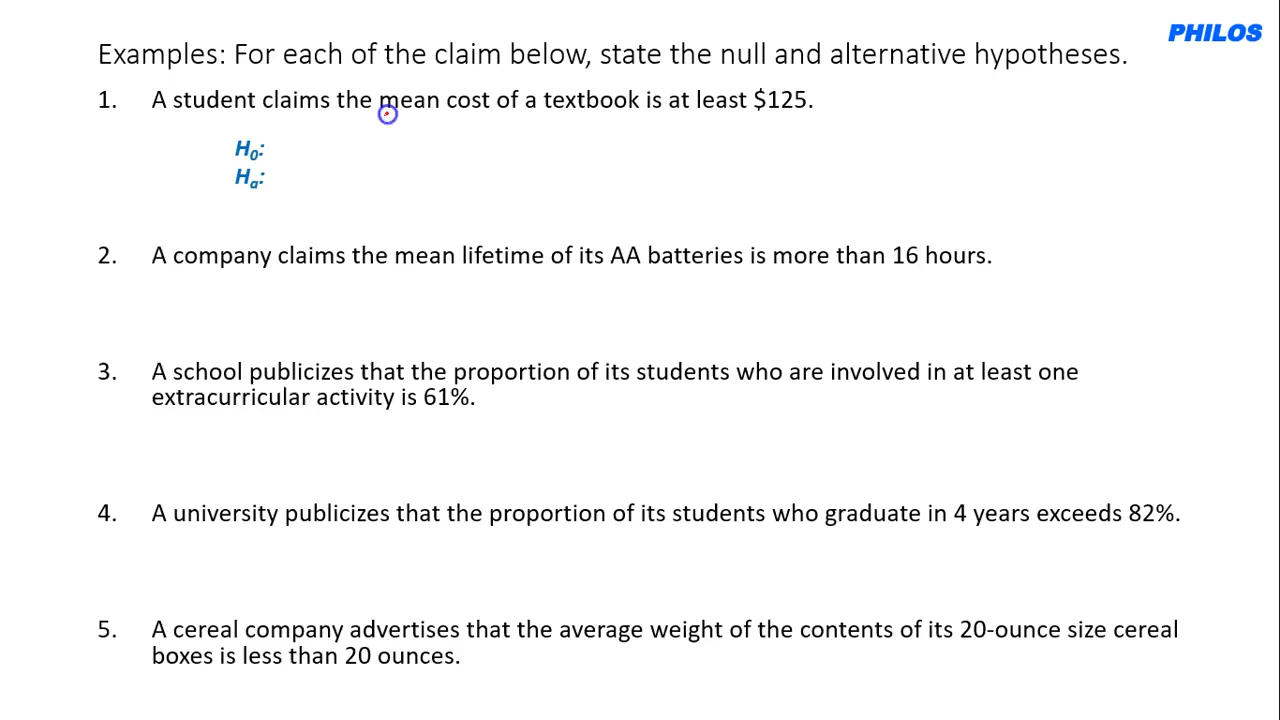 PHILOS
Examples: For each of the claim below, state the null and alternative hypotheses.
1. A student claims the mean cost of a textbook is at least $125.
H0:
Ha:
2. A company claims the mean lifetime of its AA batteries is more than 16 hours.
3. A school publicizes that the proportion of its students who are involved in at least one
extracurricular activity is 61%.
4. A university publicizes that the proportion of its students who graduate in 4 years exceeds 82%.
5. A cereal company advertises that the average weight of the contents of its 20-ounce size cereal
boxes is less than 20 ounces.